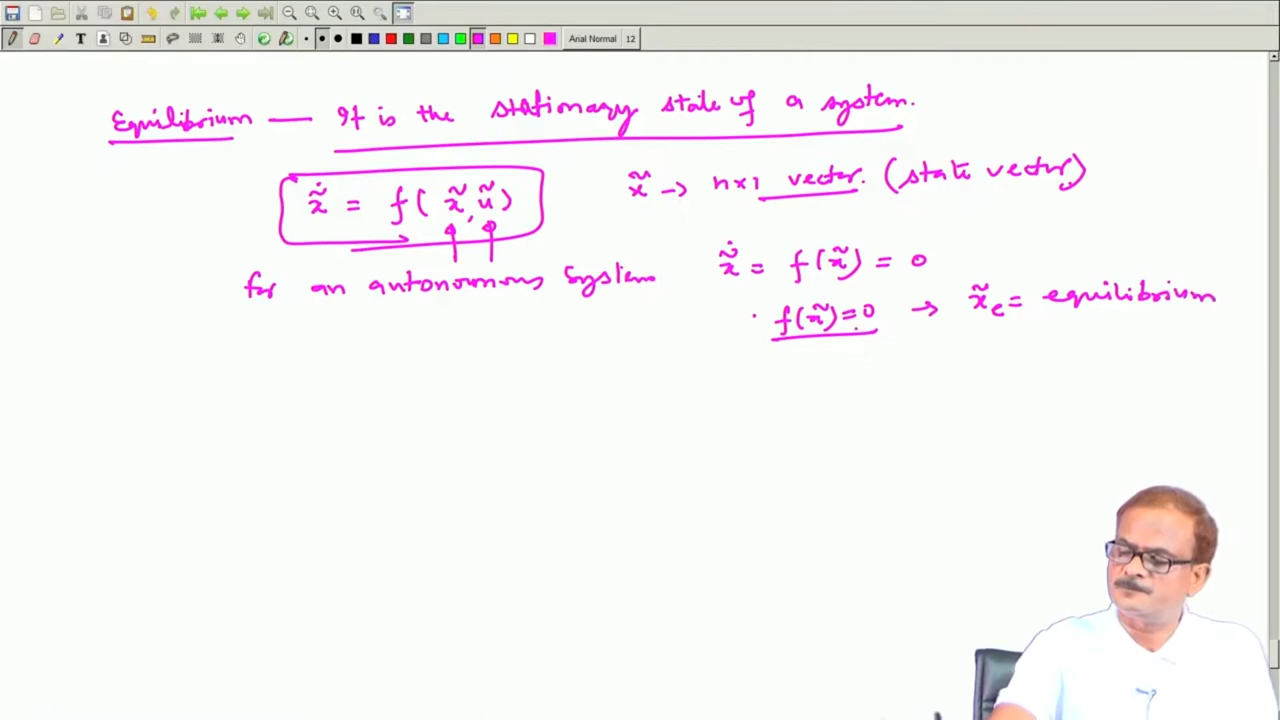 Arial Normal 12
Equilibrium — It is the stationary state of a system.
ẋ̃ = f( x̃, ũ)
x̃ → n×1 vector. (state vector)
for an autonomous system
ẋ̃ = f(x̃) = 0
f(x̃)=0 → x̃e = equilibrium